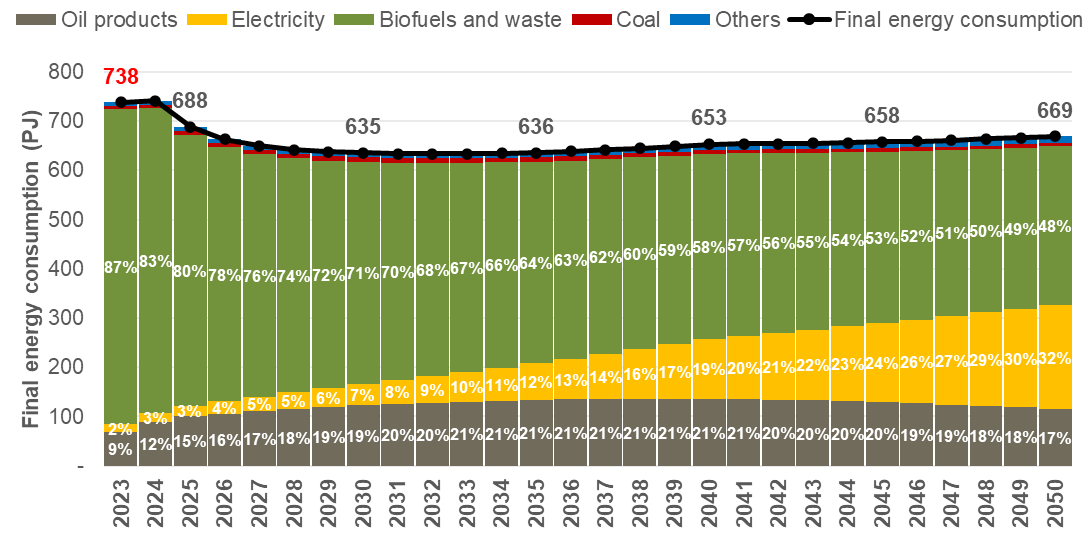 Oil products Electricity Biofuels and waste Coal Others Final energy consumption
Final energy consumption (PJ)
800
700
600
500
400
300
200
100
-
738 688 635 636 653 658 669
87% 83% 80% 78% 76% 74% 72% 71% 70% 68% 67% 66% 64% 63% 62% 60% 59% 58% 57% 56% 55% 54% 53% 52% 51% 50% 49% 48%
2% 3% 3% 4% 5% 5% 6% 7% 8% 9% 10% 11% 12% 13% 14% 16% 17% 19% 20% 21% 22% 23% 24% 26% 27% 29% 30% 32%
9% 12% 15% 16% 17% 18% 19% 19% 20% 20% 21% 21% 21% 21% 21% 21% 21% 21% 21% 20% 20% 20% 20% 19% 19% 18% 18% 17%
2023 2024 2025 2026 2027 2028 2029 2030 2031 2032 2033 2034 2035 2036 2037 2038 2039 2040 2041 2042 2043 2044 2045 2046 2047 2048 2049 2050